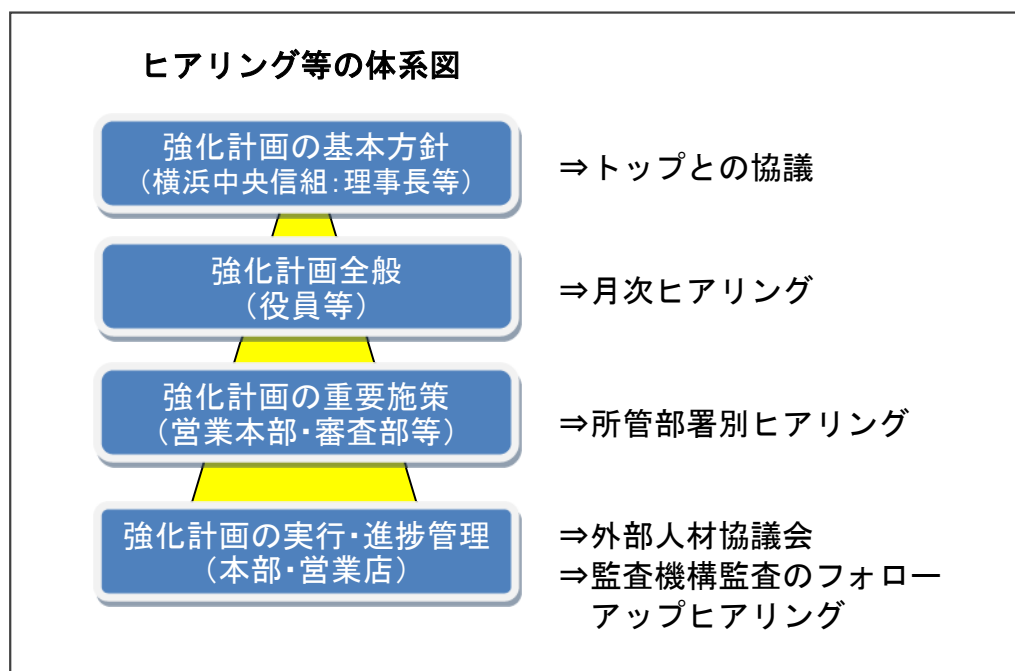 ヒアリング等の体系図
強化計画の基本方針
（横浜中央信組：理事長等）
⇒トップとの協議
強化計画全般
（役員等）
⇒月次ヒアリング
強化計画の重要施策
（営業本部・審査部等）
⇒所管部署別ヒアリング
強化計画の実行・進捗管理
（本部・営業店）
⇒外部人材協議会
⇒監査機構監査のフォロー
アップヒアリング